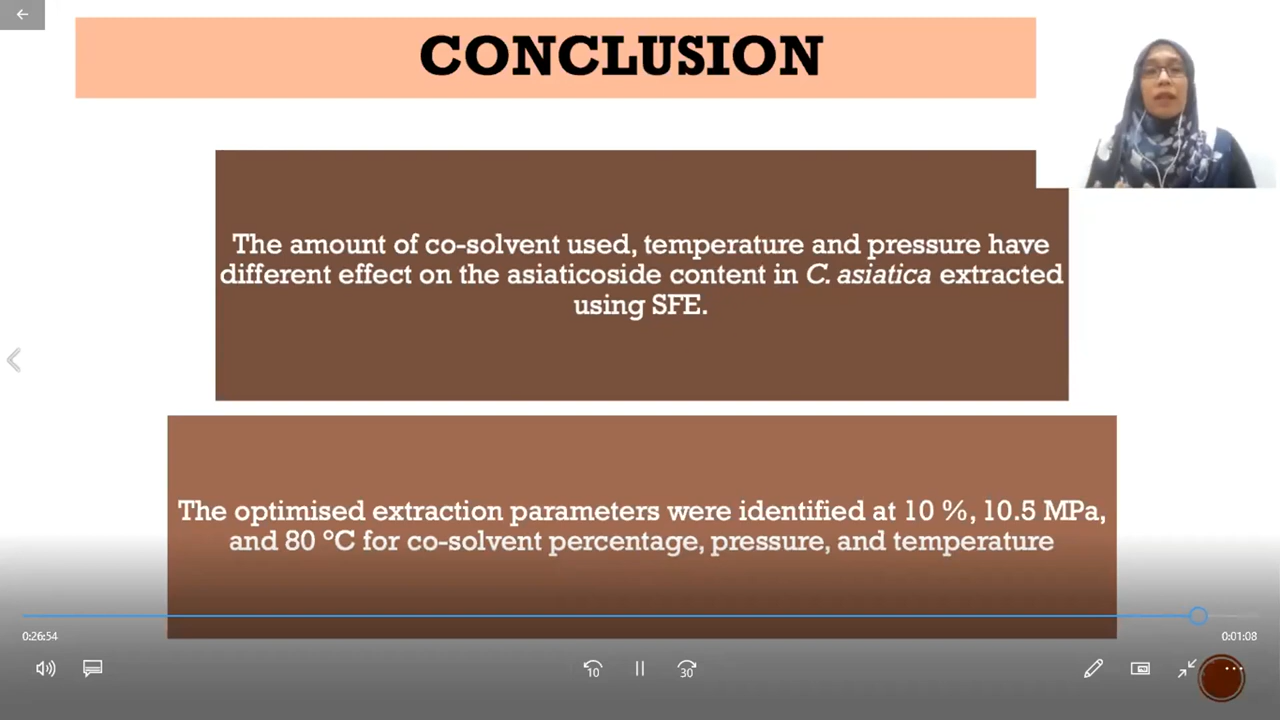 CONCLUSION
The amount of co-solvent used, temperature and pressure have
different effect on the asiaticoside content in C. asiatica extracted
using SFE.
The optimised extraction parameters were identified at 10 %, 10.5 MPa,
and 80 °C for co-solvent percentage, pressure, and temperature
0:26:54
0:01:08
10
30